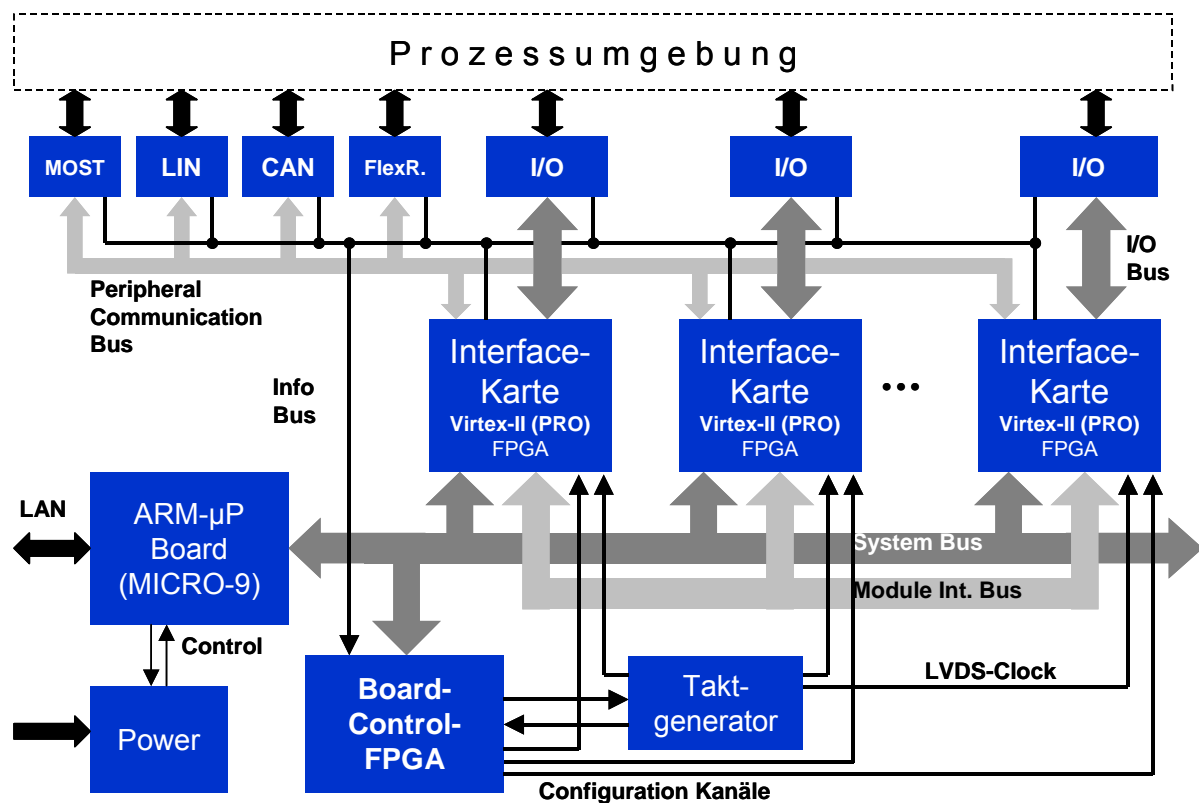 Prozessumgebung
MOST
LIN
CAN
FlexR.
I/O
I/O
I/O
I/O
Bus
Peripheral
Communication
Bus
Info
Bus
Interface-
Karte
Virtex-II (PRO)
FPGA
Interface-
Karte
Virtex-II (PRO)
FPGA
...
Interface-
Karte
Virtex-II (PRO)
FPGA
LAN
ARM-µP
Board
(MICRO-9)
System Bus
Module Int. Bus
Control
Power
Board-
Control-
FPGA
Takt-
generator
LVDS-Clock
Configuration Kanäle